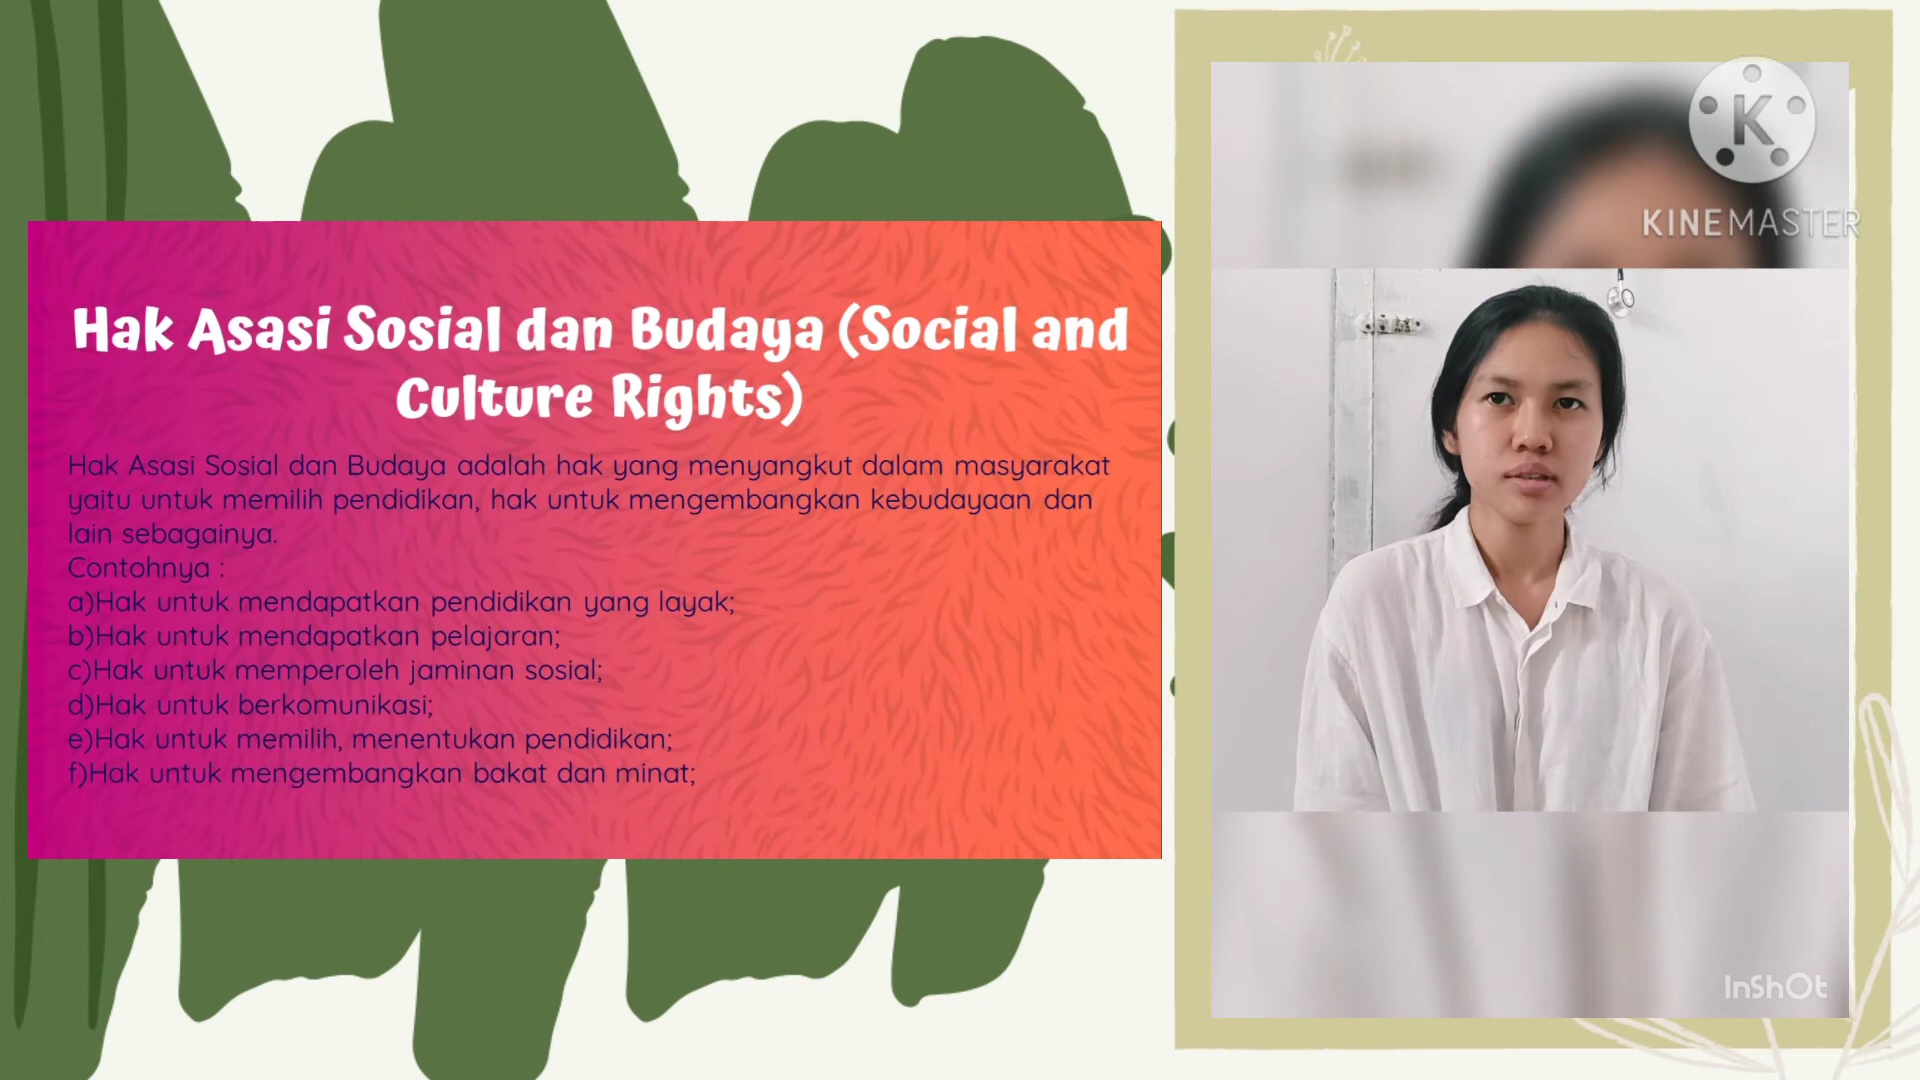 Hak Asasi Sosial dan Budaya (Social and
Culture Rights)
Hak Asasi Sosial dan Budaya adalah hak yang menyangkut dalam masyarakat
yaitu untuk memilih pendidikan, hak untuk mengembangkan kebudayaan dan
lain sebagainya.
Contohnya :
a)Hak untuk mendapatkan pendidikan yang layak;
b)Hak untuk mendapatkan pelajaran;
c)Hak untuk memperoleh jaminan sosial;
d)Hak untuk berkomunikasi;
e)Hak untuk memilih, menentukan pendidikan;
f)Hak untuk mengembangkan bakat dan minat;
K
KINEMASTER
InShOt